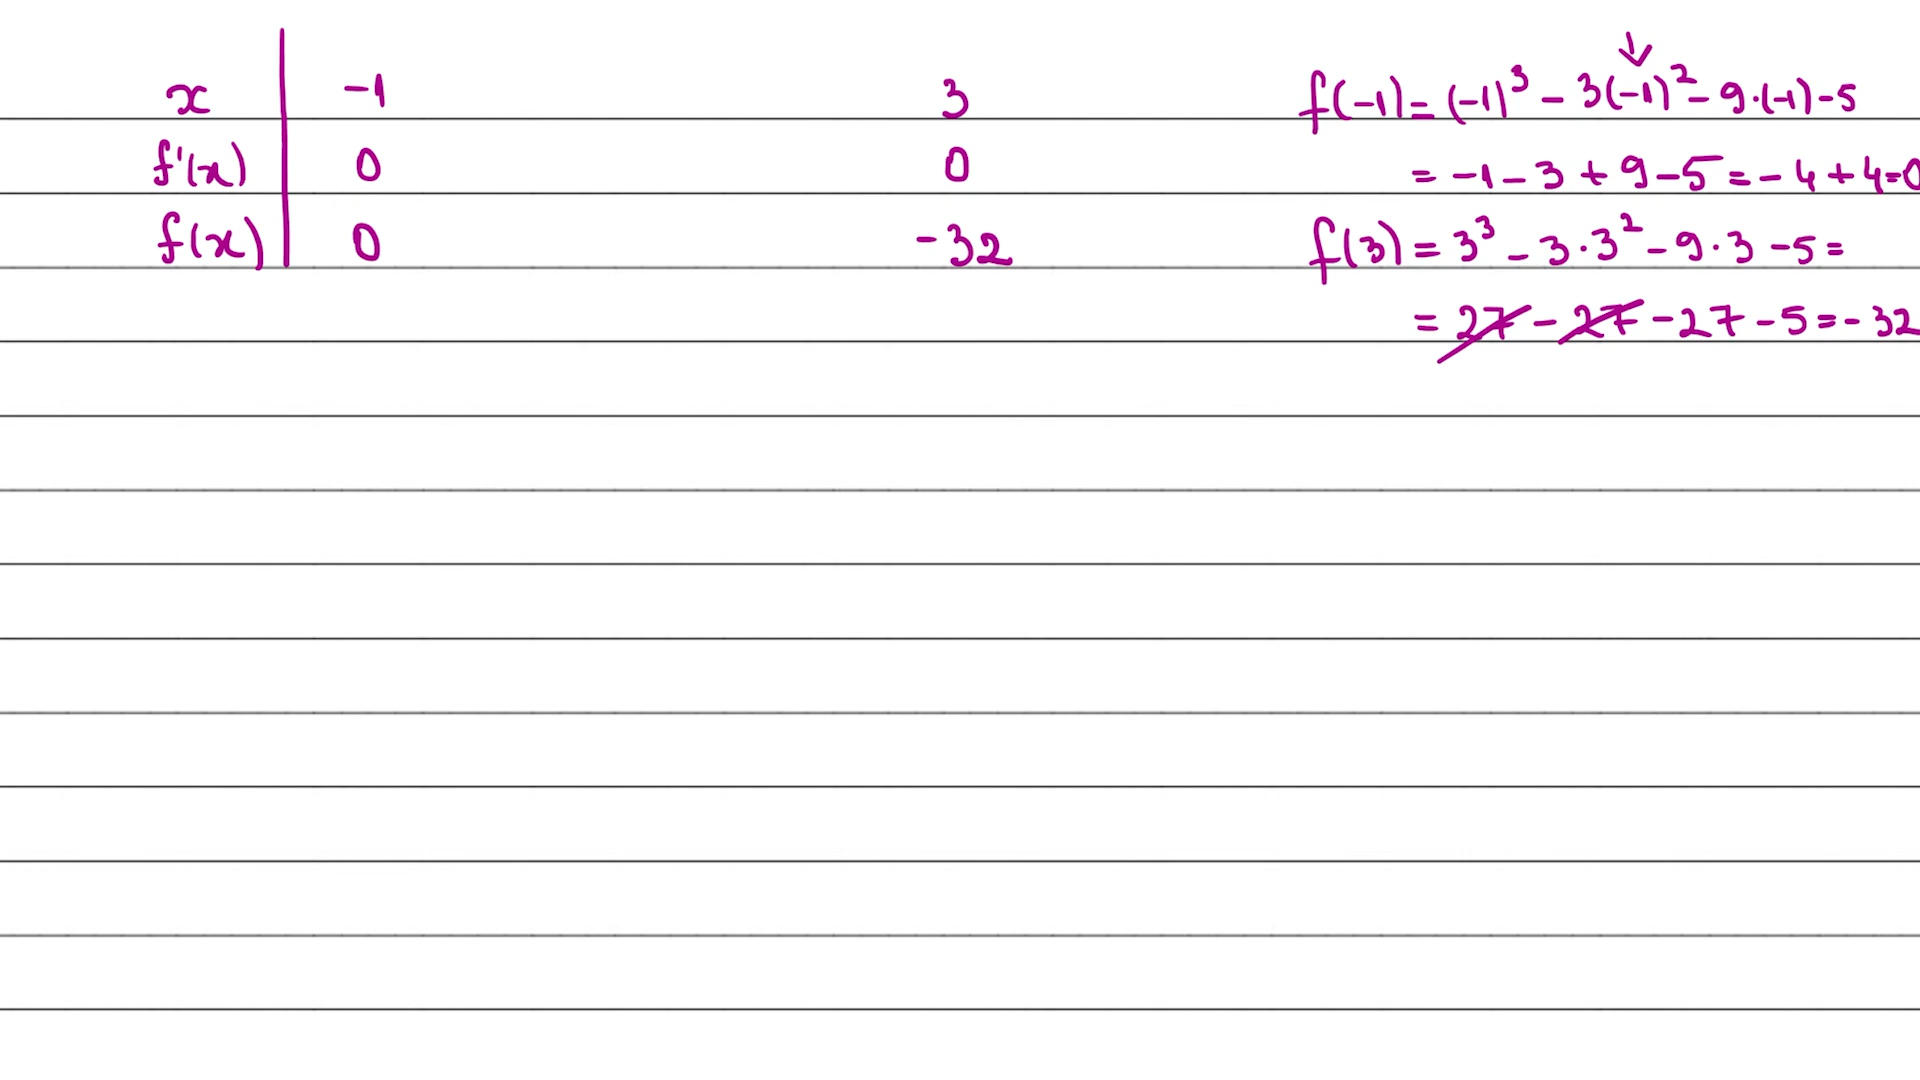 x | -1 3
f'(x) | 0 0
f(x) | 0 -32
f(-1) = (-1)³ - 3(-1)² - 9·(-1) - 5
= -1 - 3 + 9 - 5 = -4 + 4 = 0
f(3) = 3³ - 3·3² - 9·3 - 5 =
= 27 - 27 - 27 - 5 = -32